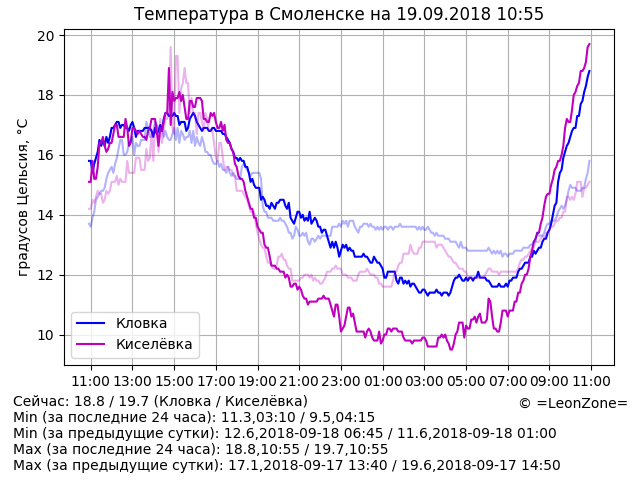 Температура в Смоленске на 19.09.2018 10:55
градусов Цельсия, °C
20
18
16
14
12
10
Кловка
Киселёвка
11:00 13:00 15:00 17:00 19:00 21:00 23:00 01:00 03:00 05:00 07:00 09:00 11:00
Сейчас: 18.8 / 19.7 (Кловка / Киселёвка)
© =LeonZone=
Min (за последние 24 часа): 11.3,03:10 / 9.5,04:15
Min (за предыдущие сутки): 12.6,2018-09-18 06:45 / 11.6,2018-09-18 01:00
Max (за последние 24 часа): 18.8,10:55 / 19.7,10:55
Max (за предыдущие сутки): 17.1,2018-09-17 13:40 / 19.6,2018-09-17 14:50